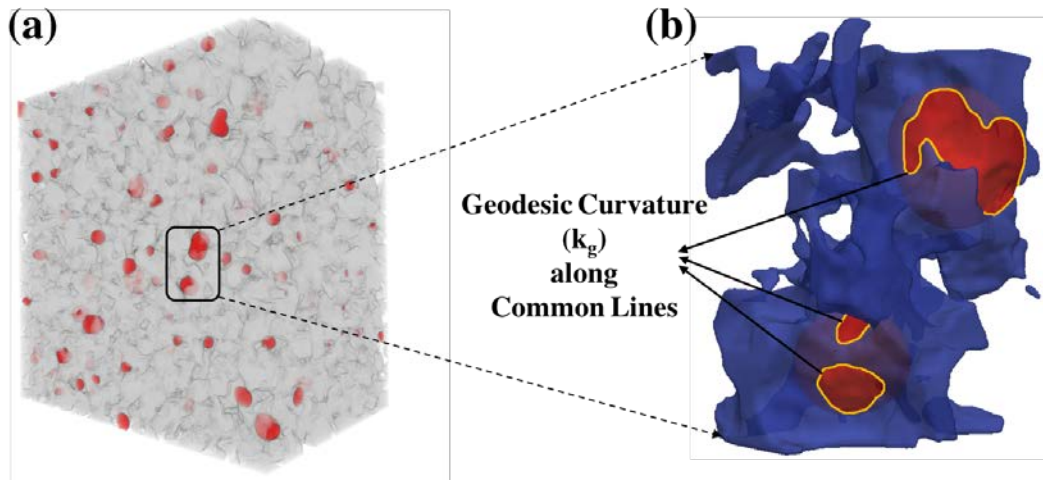 (a)
(b)
Geodesic Curvature
(kg)
along
Common Lines